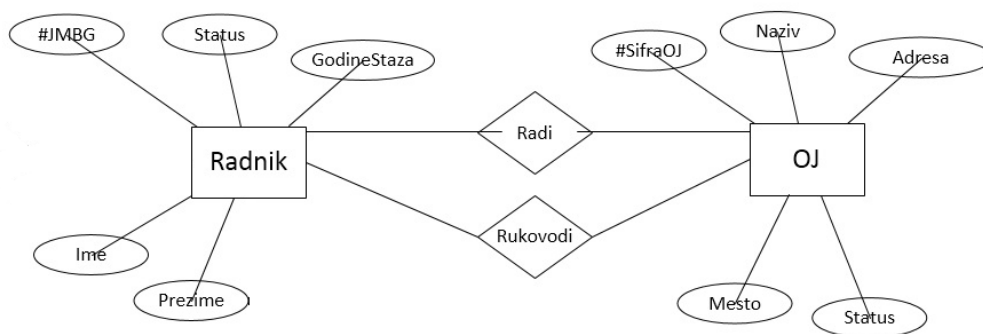 #JMBG
Status
GodineStaza
#SifraOJ
Naziv
Adresa
Radnik
Radi
OJ
Rukovodi
Ime
Prezime
Mesto
Status